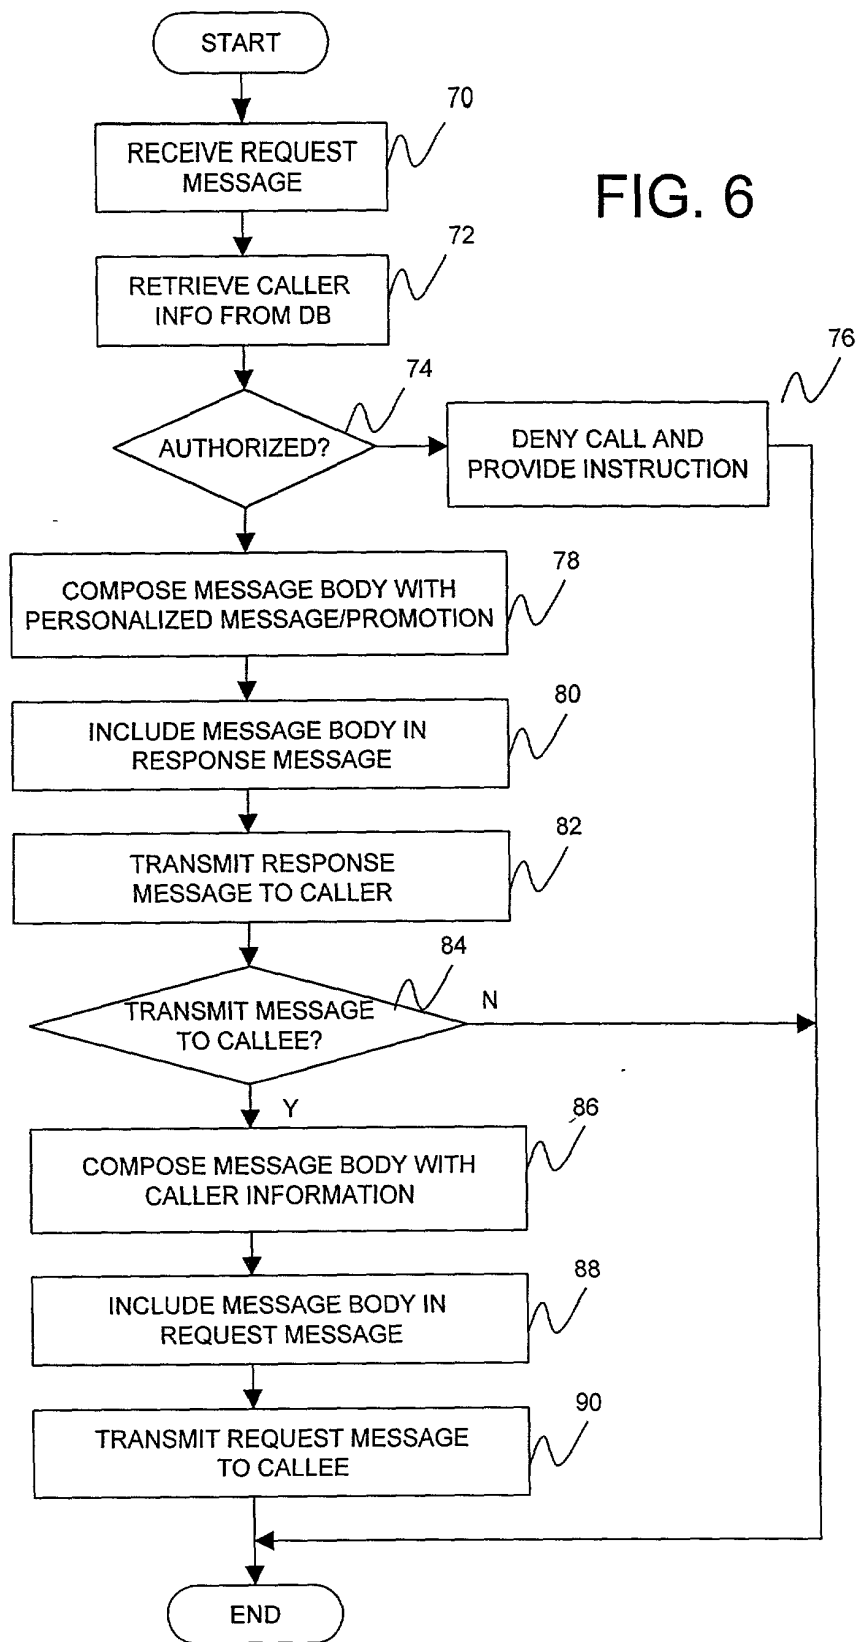 START
70
RECEIVE REQUEST
MESSAGE
FIG. 6
72
RETRIEVE CALLER
INFO FROM DB
76
74
AUTHORIZED?
DENY CALL AND
PROVIDE INSTRUCTION
78
COMPOSE MESSAGE BODY WITH
PERSONALIZED MESSAGE/PROMOTION
80
INCLUDE MESSAGE BODY IN
RESPONSE MESSAGE
82
TRANSMIT RESPONSE
MESSAGE TO CALLER
84
TRANSMIT MESSAGE
TO CALLEE?
N
Y
86
COMPOSE MESSAGE BODY WITH
CALLER INFORMATION
88
INCLUDE MESSAGE BODY IN
REQUEST MESSAGE
90
TRANSMIT REQUEST MESSAGE
TO CALLEE
END